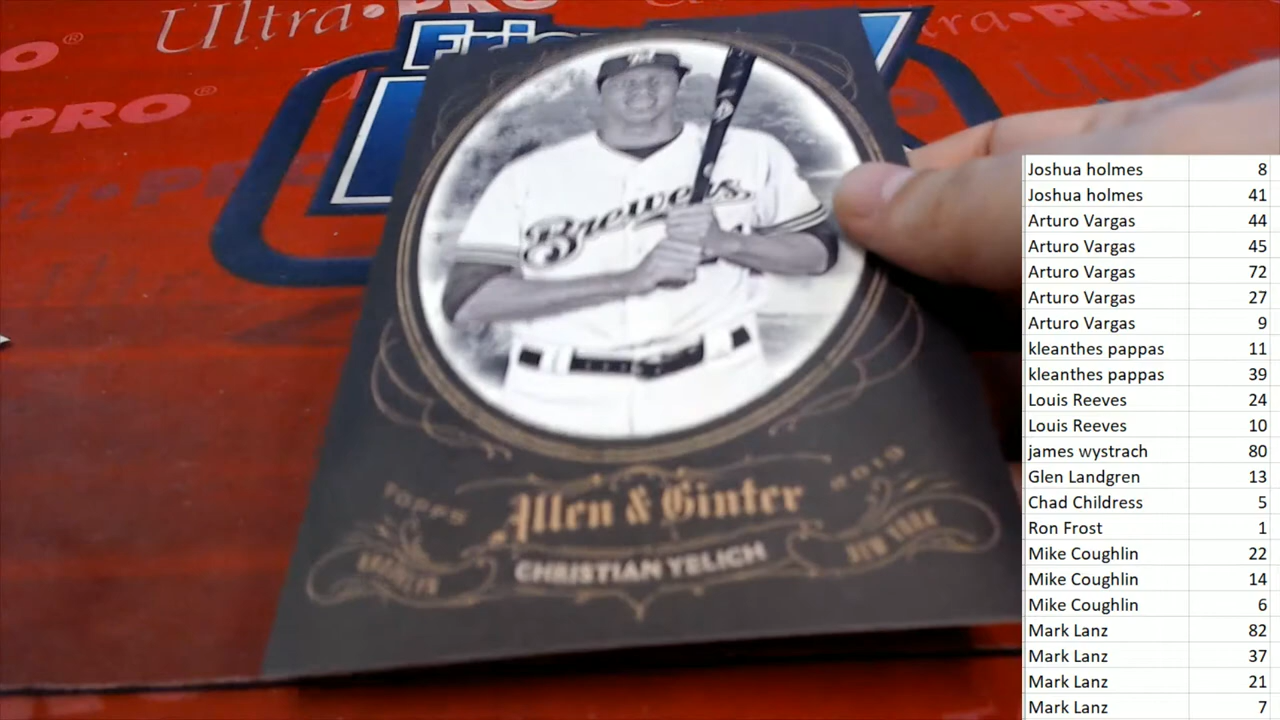 Ultra•PRO
PRO®
PRO®
Brewers
TOPPS
2019
Allen & Ginter
CHRISTIAN YELICH
BROOKLYN
NEW YORK
Joshua holmes 8
Joshua holmes 41
Arturo Vargas 44
Arturo Vargas 45
Arturo Vargas 72
Arturo Vargas 27
Arturo Vargas 9
kleanthes pappas 11
kleanthes pappas 39
Louis Reeves 24
Louis Reeves 10
james wystrach 80
Glen Landgren 13
Chad Childress 5
Ron Frost 1
Mike Coughlin 22
Mike Coughlin 14
Mike Coughlin 6
Mark Lanz 82
Mark Lanz 37
Mark Lanz 21
Mark Lanz 7